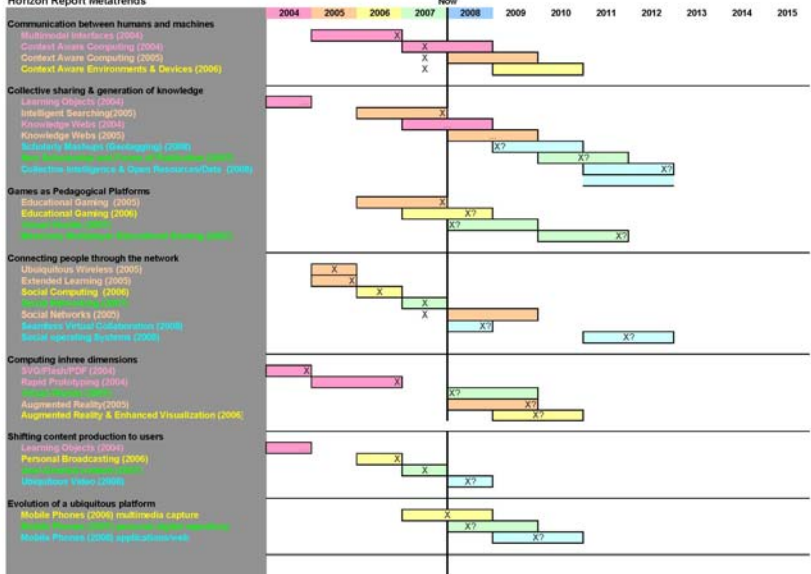 Horizon Report Metatrends
Now
2004 2005 2006 2007 2008 2009 2010 2011 2012 2013 2014 2015
Communication between humans and machines
Multimodal Interfaces (2004) X
Context Aware Computing (2004) X
Context Aware Computing (2005) X
Context Aware Environments & Devices (2006) X
Collective sharing & generation of knowledge
Learning Objects (2004)
Intelligent Searching(2005) X
Knowledge Webs (2004)
Knowledge Webs (2005)
Scholarly Mashups (Geotagging) (2008) X?
X?
Collective Intelligence & Open Resources/Data (2008) X?
Games as Pedagogical Platforms
Educational Gaming (2005) X
Educational Gaming (2006) X?
X?
X?
Connecting people through the network
Ubuiquitous Wireless (2005) X
Extended Learning (2005) X
Social Computing (2006) X
X
Social Networks (2005) X
Seamless Virtual Collaboration (2008) X?
Social operating Systems (2008) X?
Computing inhree dimensions
SVG/Flash/PDF (2004) X
Rapid Prototyping (2004) X
X?
Augmented Reality(2005) X?
Augmented Reality & Enhanced Visualization (2006) X?
Shifting content production to users
Learning Objects (2004)
Personal Broadcasting (2006) X
X
Ubiquitous Video (2008) X?
Evolution of a ubiquitous platform
Mobile Phones (2006) multimedia capture X
Mobile Phones X?
Mobile Phones (2008) applications/web X?